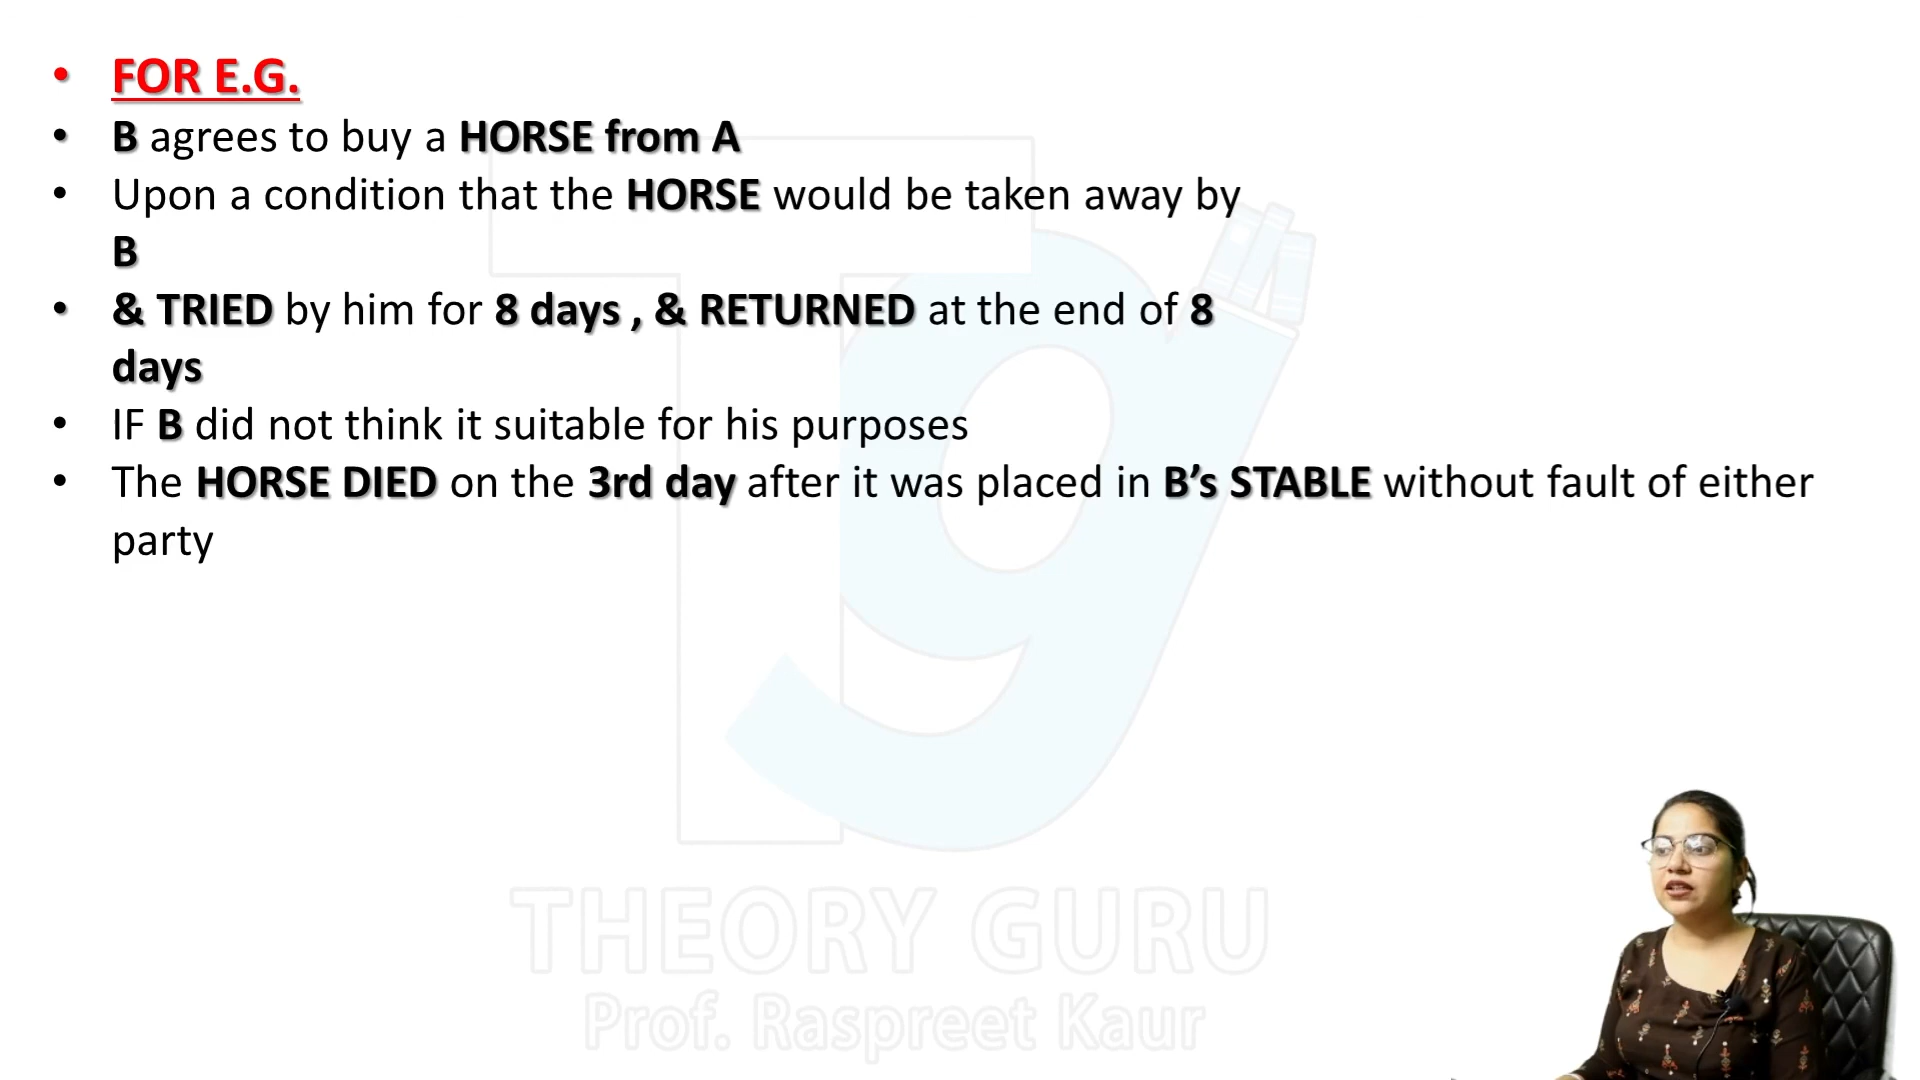 • FOR E.G.
• B agrees to buy a HORSE from A
• Upon a condition that the HORSE would be taken away by
B
• & TRIED by him for 8 days , & RETURNED at the end of 8
days
• IF B did not think it suitable for his purposes
• The HORSE DIED on the 3rd day after it was placed in B’s STABLE without fault of either
party
T9
THEORY GURU
Prof. Raspreet Kaur